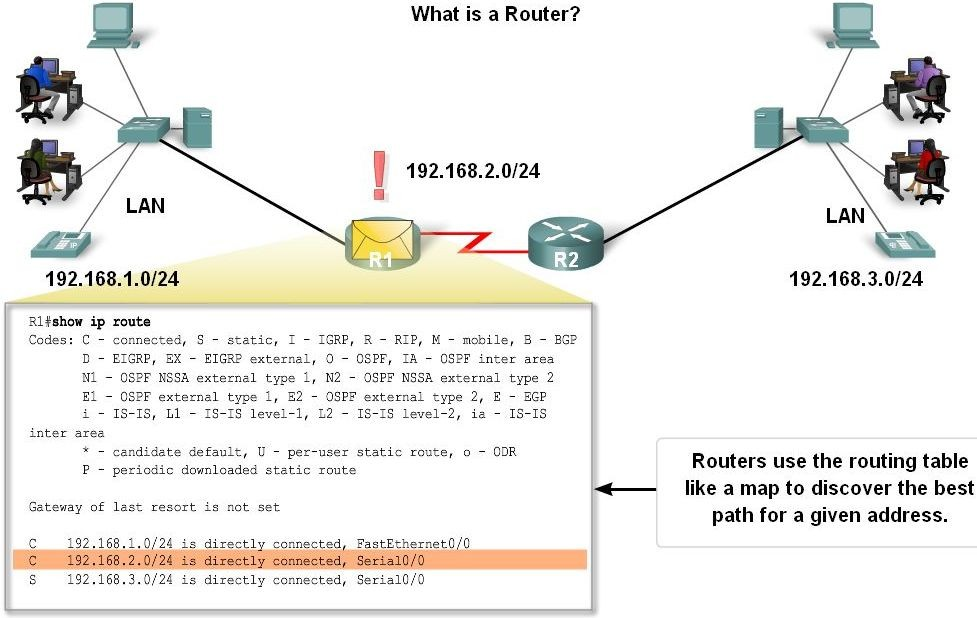 What is a Router?
192.168.2.0/24
LAN
LAN
R1
R2
IP
IP
192.168.1.0/24
192.168.3.0/24
R1#show ip route
Codes: C - connected, S - static, I - IGRP, R - RIP, M - mobile, B - BGP
D - EIGRP, EX - EIGRP external, O - OSPF, IA - OSPF inter area
N1 - OSPF NSSA external type 1, N2 - OSPF NSSA external type 2
E1 - OSPF external type 1, E2 - OSPF external type 2, E - EGP
i - IS-IS, L1 - IS-IS level-1, L2 - IS-IS level-2, ia - IS-IS
inter area
* - candidate default, U - per-user static route, o - ODR
P - periodic downloaded static route
Gateway of last resort is not set
C 192.168.1.0/24 is directly connected, FastEthernet0/0
C 192.168.2.0/24 is directly connected, Serial0/0
S 192.168.3.0/24 is directly connected, Serial0/0
Routers use the routing table
like a map to discover the best
path for a given address.